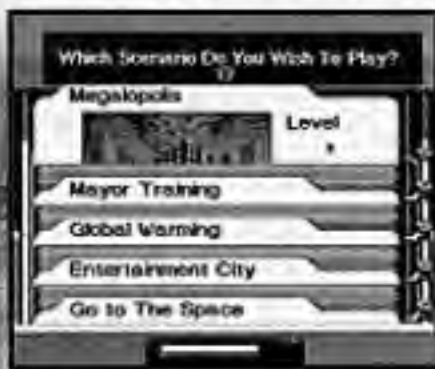 Which Scenario Do You Wish To Play?
Megalopolis
Level
Mayor Training
Global Warming
Entertainment City
Go to The Space